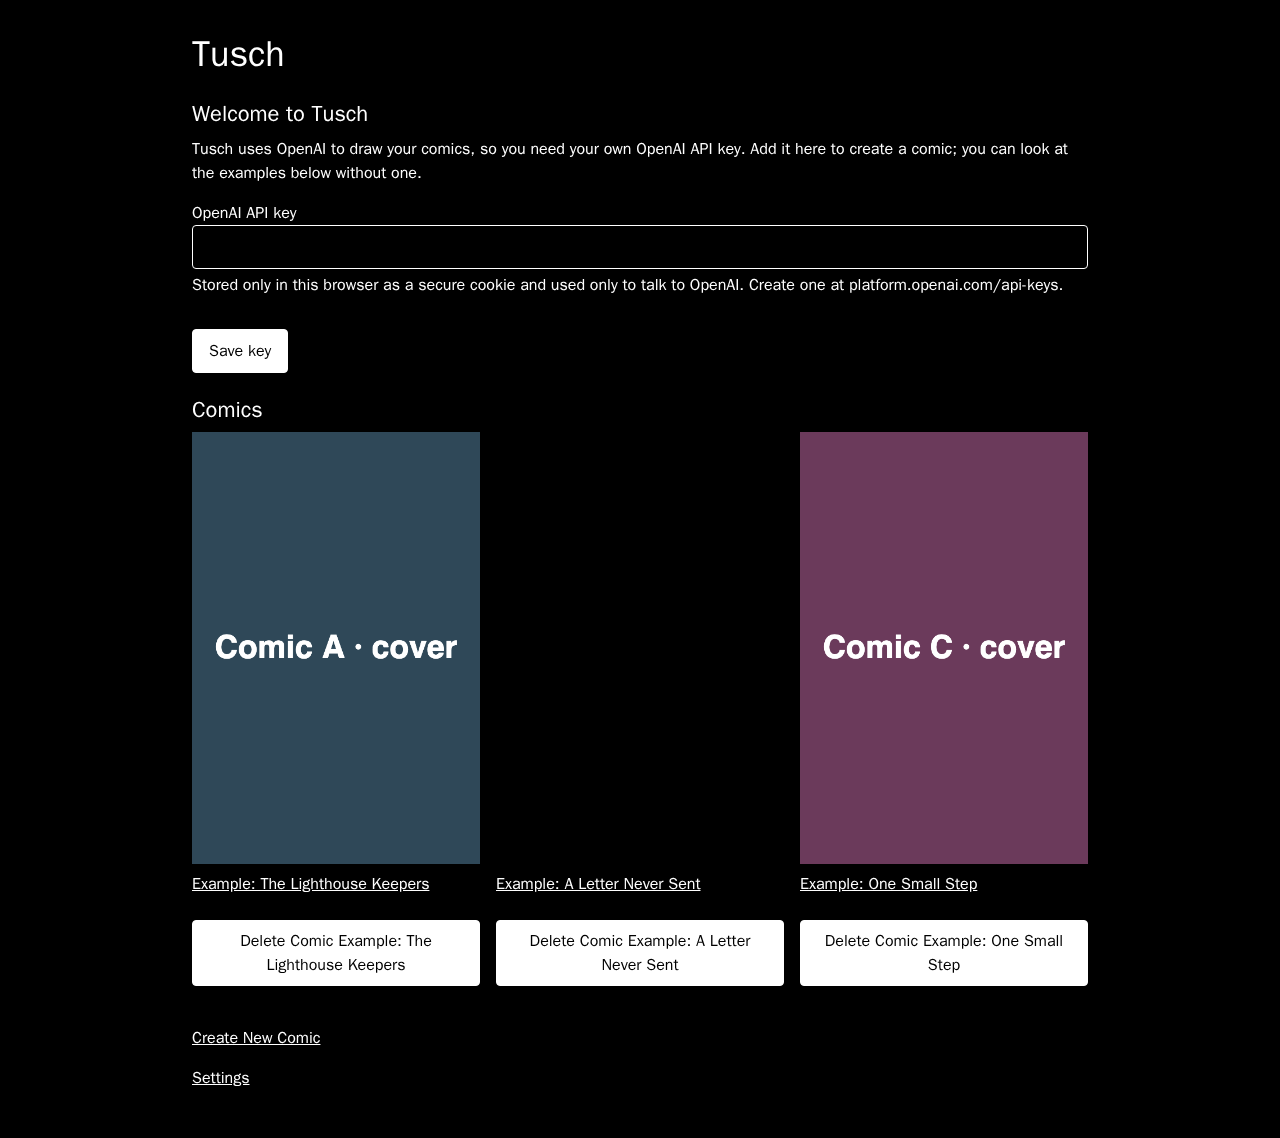 Tusch
Welcome to Tusch
Tusch uses OpenAI to draw your comics, so you need your own OpenAI API key. Add it here to create a comic; you can look at
the examples below without one.
OpenAI API key
Stored only in this browser as a secure cookie and used only to talk to OpenAI. Create one at platform.openai.com/api-keys.
Save key
Comics
Comic A · cover
Comic C · cover
Example: The Lighthouse Keepers
Example: A Letter Never Sent
Example: One Small Step
Delete Comic Example: The
Lighthouse Keepers
Delete Comic Example: A Letter
Never Sent
Delete Comic Example: One Small
Step
Create New Comic
Settings